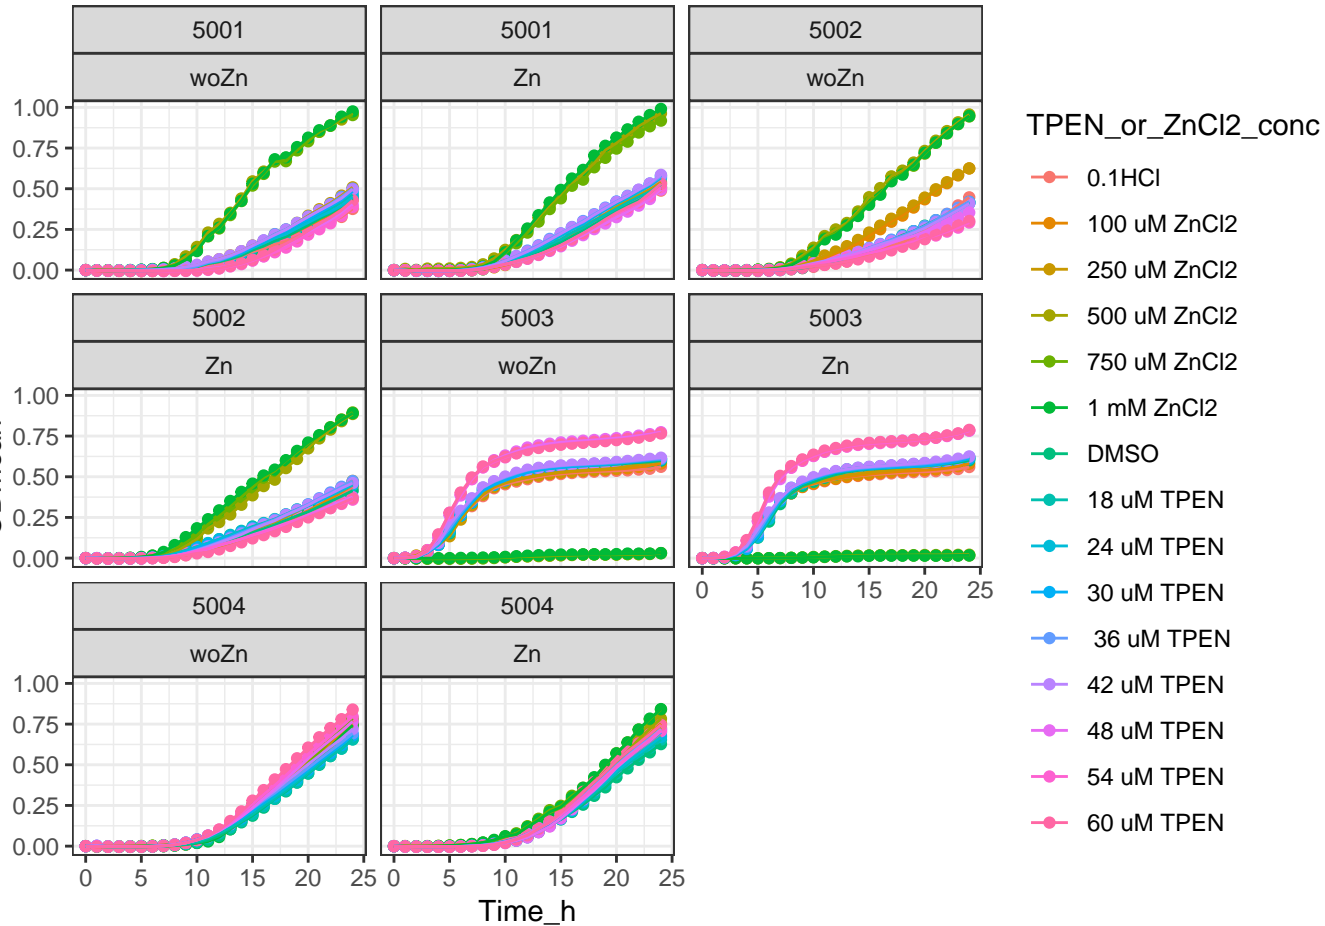 5001 5001 5002
woZn Zn woZn
1.00
0.75
0.50
0.25
0.00
5002 5003 5003
Zn woZn Zn
1.00
0.75
0.50
0.25
0.00
0 5 10 15 20 25
5004 5004
woZn Zn
1.00
0.75
0.50
0.25
0.00
0 5 10 15 20 25 0 5 10 15 20 25
Time_h
TPEN_or_ZnCl2_conc
0.1HCl
100 uM ZnCl2
250 uM ZnCl2
500 uM ZnCl2
750 uM ZnCl2
1 mM ZnCl2
DMSO
18 uM TPEN
24 uM TPEN
30 uM TPEN
36 uM TPEN
42 uM TPEN
48 uM TPEN
54 uM TPEN
60 uM TPEN